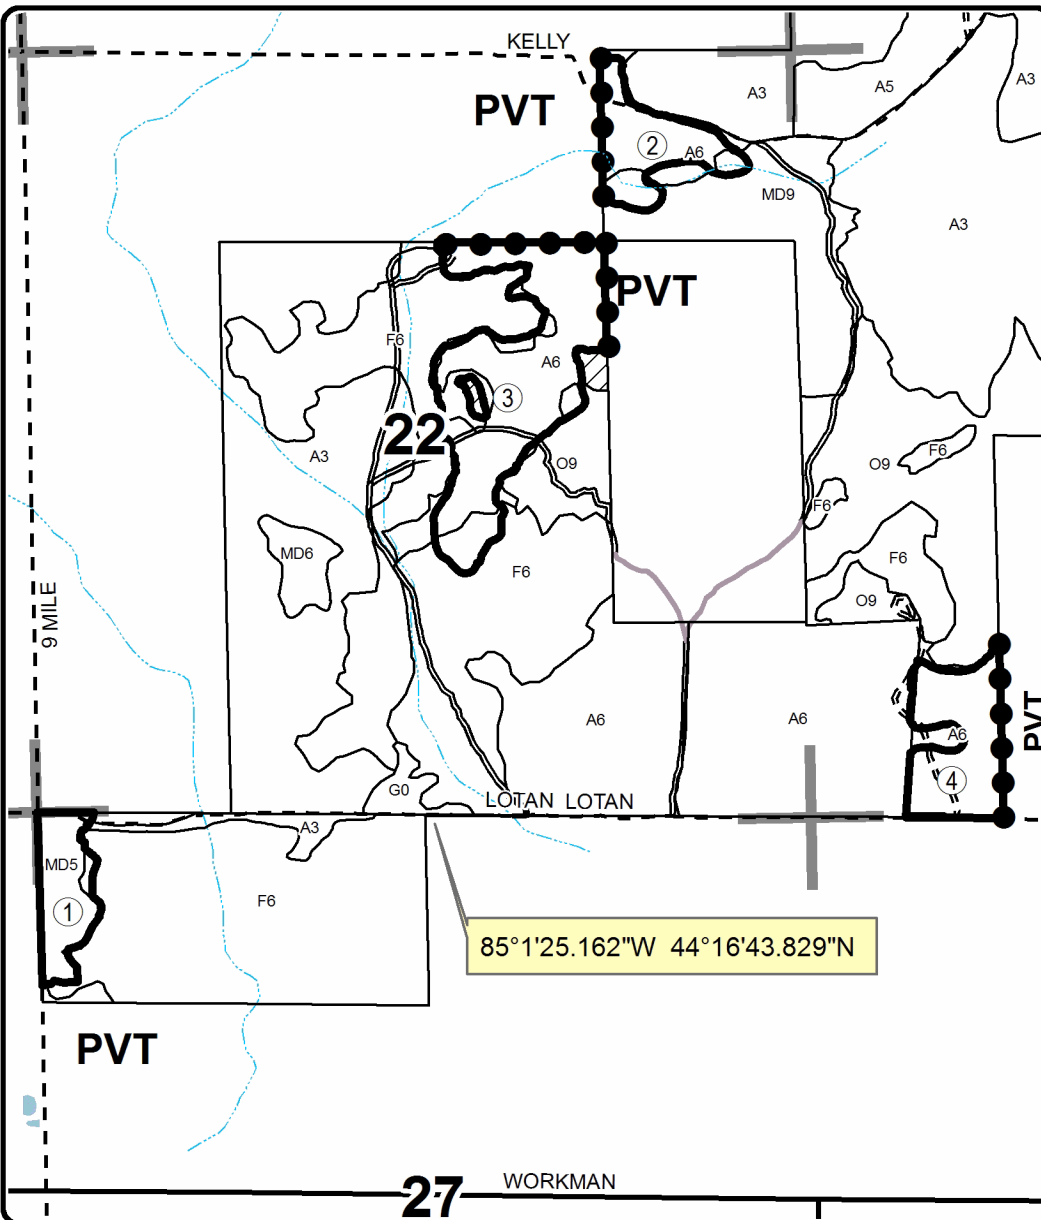 KELLY
A3
A5
A3
PVT
2
A6
MD9
A3
PVT
F6
A6
3
22
A3
O9
O9
F6
F6
MD6
F6
F6
O9
9 MILE
A6
A6
A6
PVT
4
G0
LOTAN LOTAN
A3
MD5
1
F6
85°1'25.162"W 44°16'43.829"N
PVT
WORKMAN
27